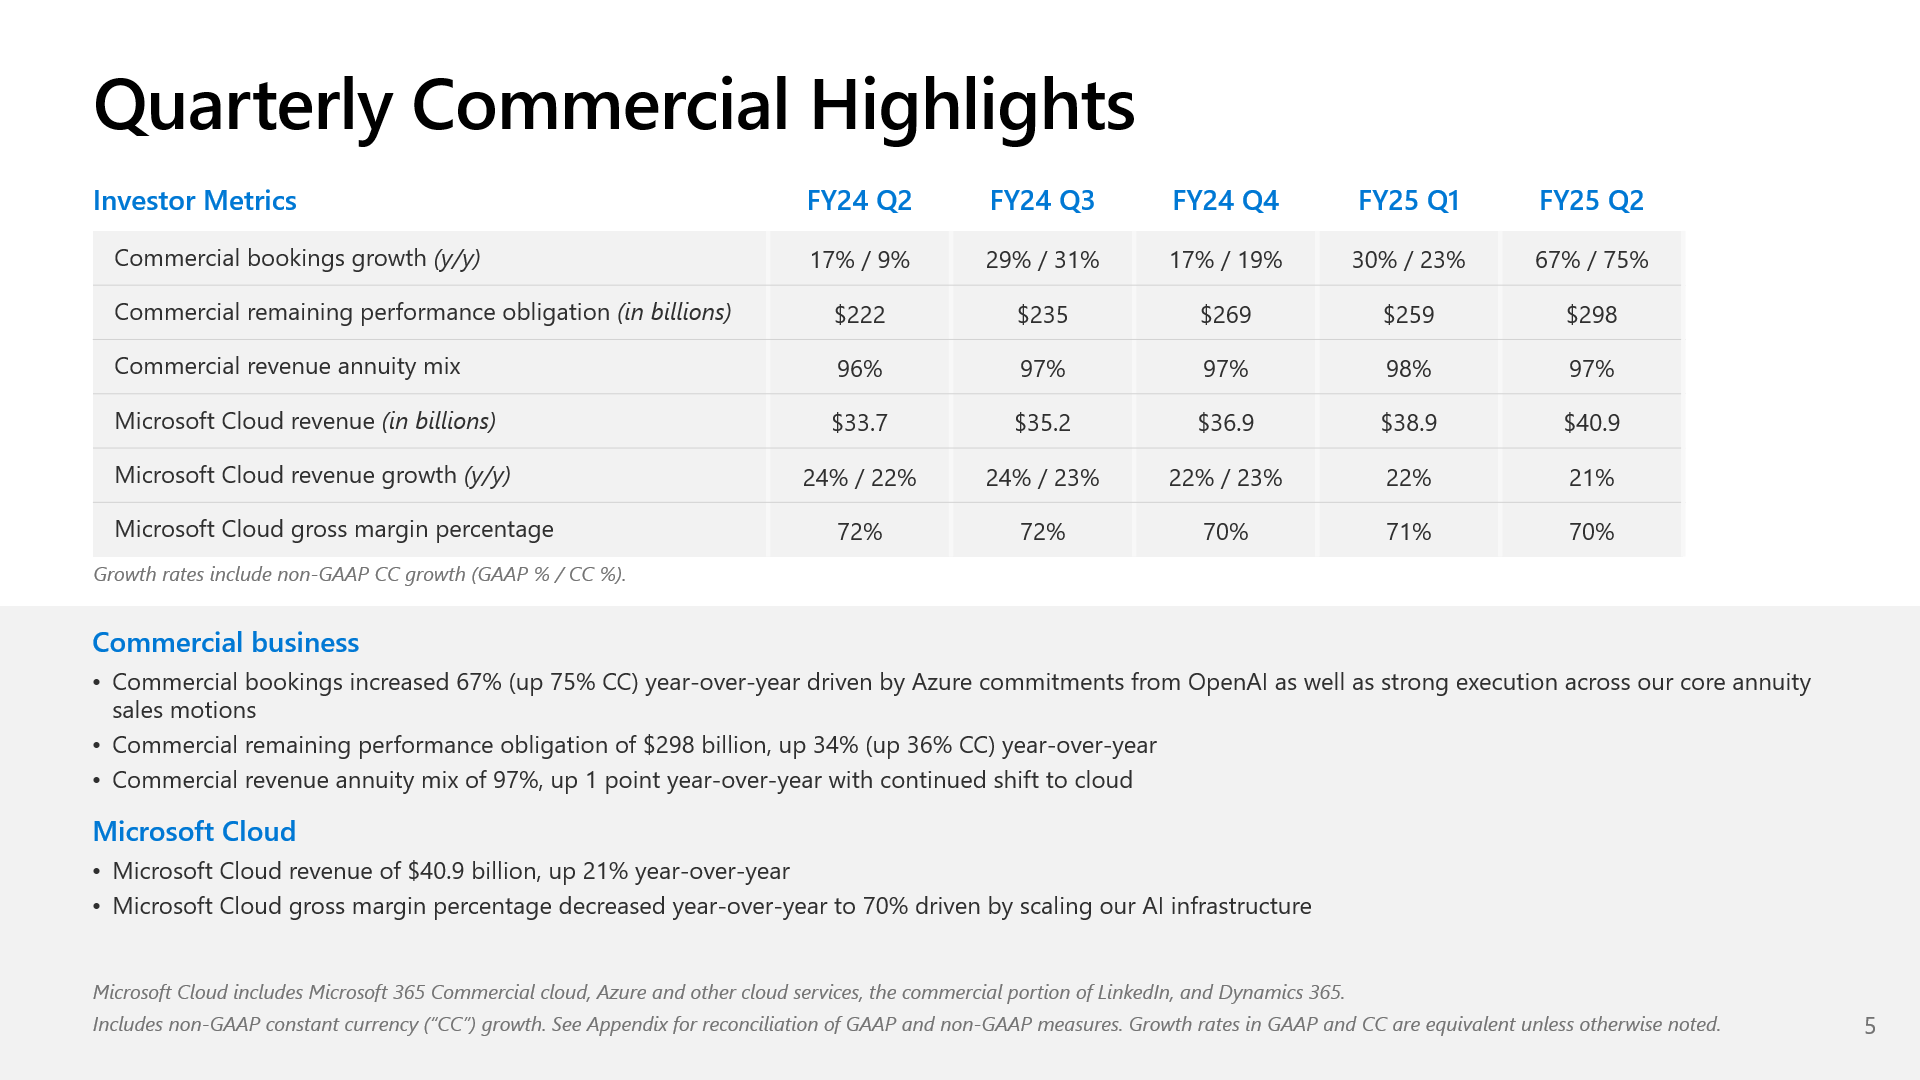 Quarterly Commercial Highlights
Investor Metrics FY24 Q2 FY24 Q3 FY24 Q4 FY25 Q1 FY25 Q2
Commercial bookings growth (y/y) 17% / 9% 29% / 31% 17% / 19% 30% / 23% 67% / 75%
Commercial remaining performance obligation (in billions) $222 $235 $269 $259 $298
Commercial revenue annuity mix 96% 97% 97% 98% 97%
Microsoft Cloud revenue (in billions) $33.7 $35.2 $36.9 $38.9 $40.9
Microsoft Cloud revenue growth (y/y) 24% / 22% 24% / 23% 22% / 23% 22% 21%
Microsoft Cloud gross margin percentage 72% 72% 70% 71% 70%
Growth rates include non-GAAP CC growth (GAAP % / CC %).
Commercial business
• Commercial bookings increased 67% (up 75% CC) year-over-year driven by Azure commitments from OpenAI as well as strong execution across our core annuity
sales motions
• Commercial remaining performance obligation of $298 billion, up 34% (up 36% CC) year-over-year
• Commercial revenue annuity mix of 97%, up 1 point year-over-year with continued shift to cloud
Microsoft Cloud
• Microsoft Cloud revenue of $40.9 billion, up 21% year-over-year
• Microsoft Cloud gross margin percentage decreased year-over-year to 70% driven by scaling our AI infrastructure
Microsoft Cloud includes Microsoft 365 Commercial cloud, Azure and other cloud services, the commercial portion of LinkedIn, and Dynamics 365.
Includes non-GAAP constant currency (“CC”) growth. See Appendix for reconciliation of GAAP and non-GAAP measures. Growth rates in GAAP and CC are equivalent unless otherwise noted.
5